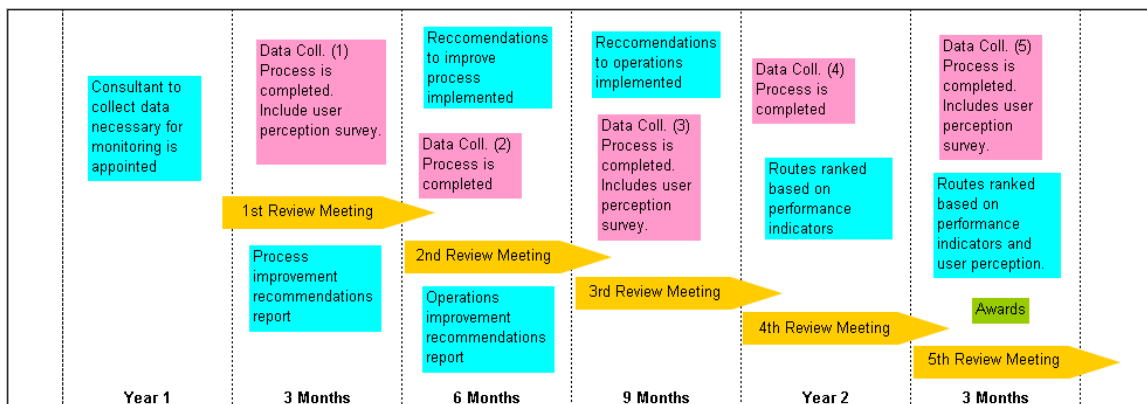 Consultant to
collect data
necessary for
monitoring is
appointed
Data Coll. (1)
Process is
completed.
Include user
perception survey.
1st Review Meeting
Process
improvement
recommendations
report
Reccomendations
to improve
process
implemented
Data Coll. (2)
Process is
completed
2nd Review Meeting
Operations
improvement
recommendations
report
Reccomendations
to operations
implemented
Data Coll. (3)
Process is
completed.
Includes user
perception
survey.
3rd Review Meeting
Data Coll. (4)
Process is
completed
Routes ranked
based on
performance
indicators
4th Review Meeting
Data Coll. (5)
Process is
completed.
Includes user
perception
survey.
Routes ranked
based on
performance
indicators and
user perception.
Awards
5th Review Meeting
Year 1
3 Months
6 Months
9 Months
Year 2
3 Months